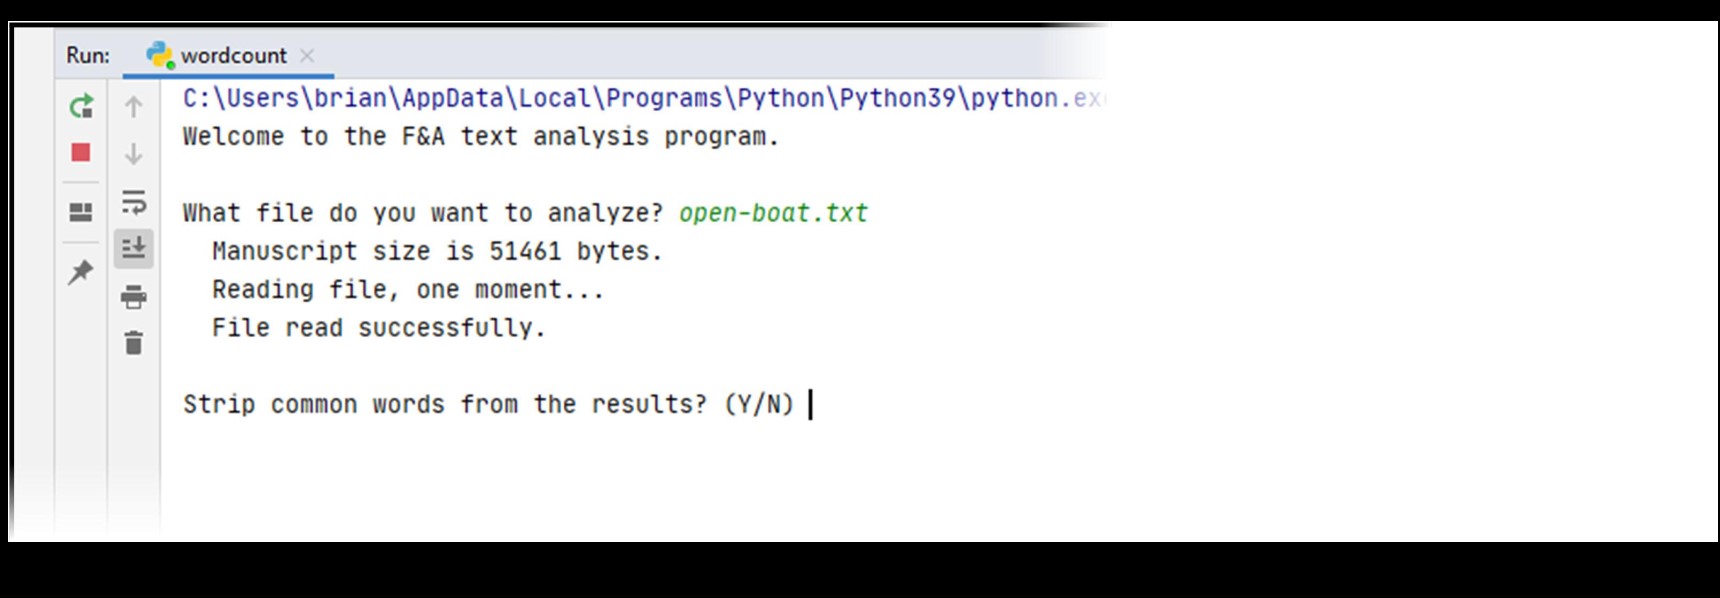 Run: wordcount
C:\Users\brian\AppData\Local\Programs\Python\Python39\python.exe
Welcome to the F&A text analysis program.
What file do you want to analyze? open-boat.txt
Manuscript size is 51461 bytes.
Reading file, one moment...
File read successfully.
Strip common words from the results? (Y/N)